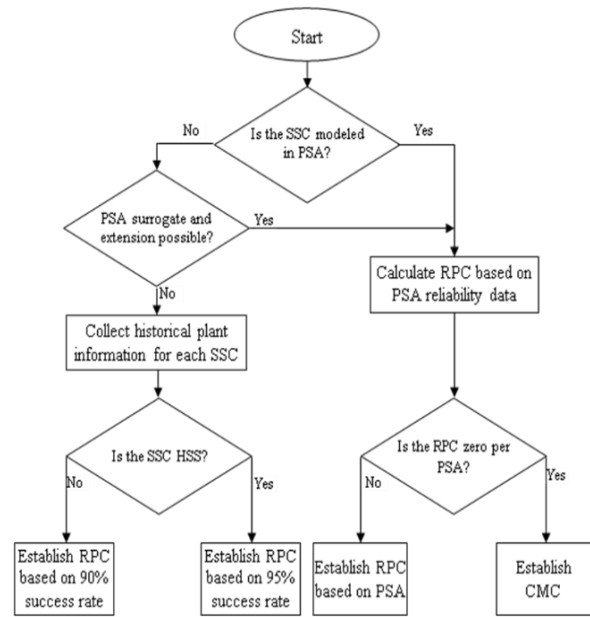 Start
Is the SSC modeled
in PSA?
No
Yes
PSA surrogate and
extension possible?
Yes
No
Calculate RPC based on
PSA reliability data
Collect historical plant
information for each SSC
Is the SSC HSS?
No
Yes
Is the RPC zero per
PSA?
No
Yes
Establish RPC
based on 90%
success rate
Establish RPC
based on 95%
success rate
Establish RPC
based on PSA
Establish
CMC